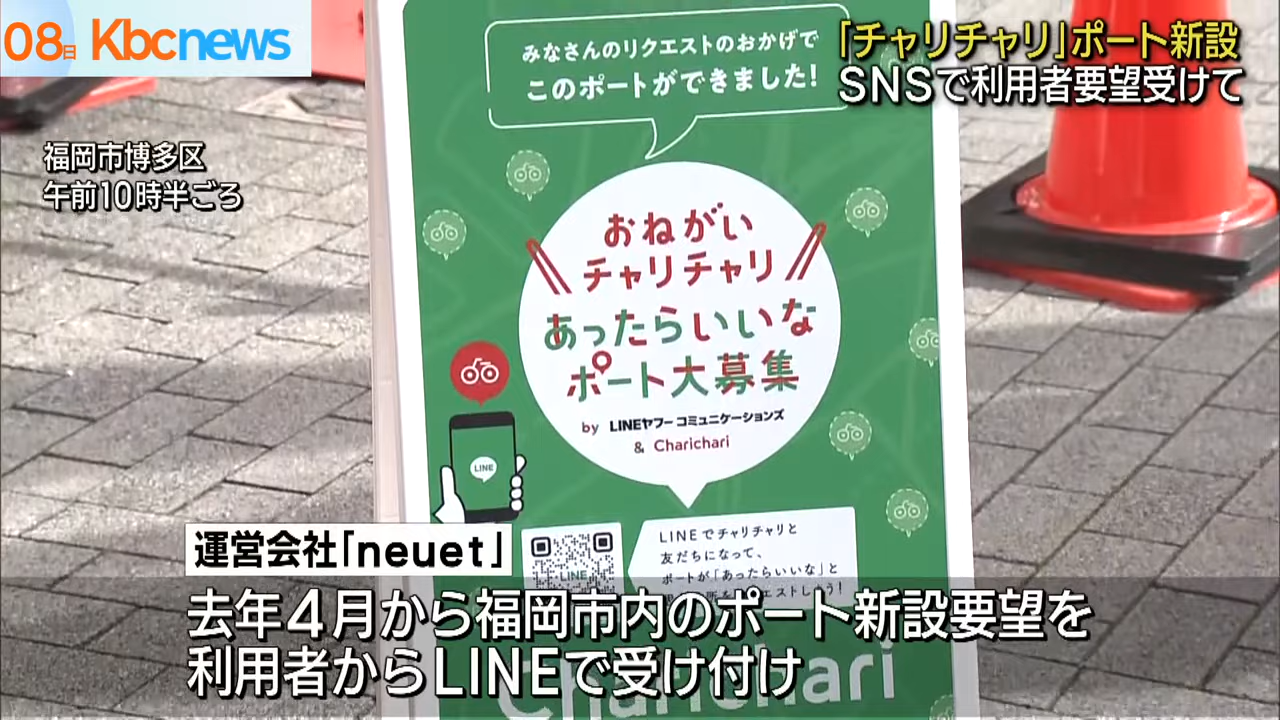 08日 Kbcnews
「チャリチャリ」ポート新設
SNSで利用者要望受けて
福岡市博多区
午前10時半ごろ
みなさんのリクエストのおかげで
このポートができました!
おねがい
チャリチャリ
あったらいいな
ポート大募集
by LINEヤフーコミュニケーションズ
& Charichari
LINE
LINE
LINEでチャリチャリと
友だちになって、
ポートが「あったらいいな」と
運営会社「neuet」
去年4月から福岡市内のポート新設要望を
利用者からLINEで受け付け
Charichari